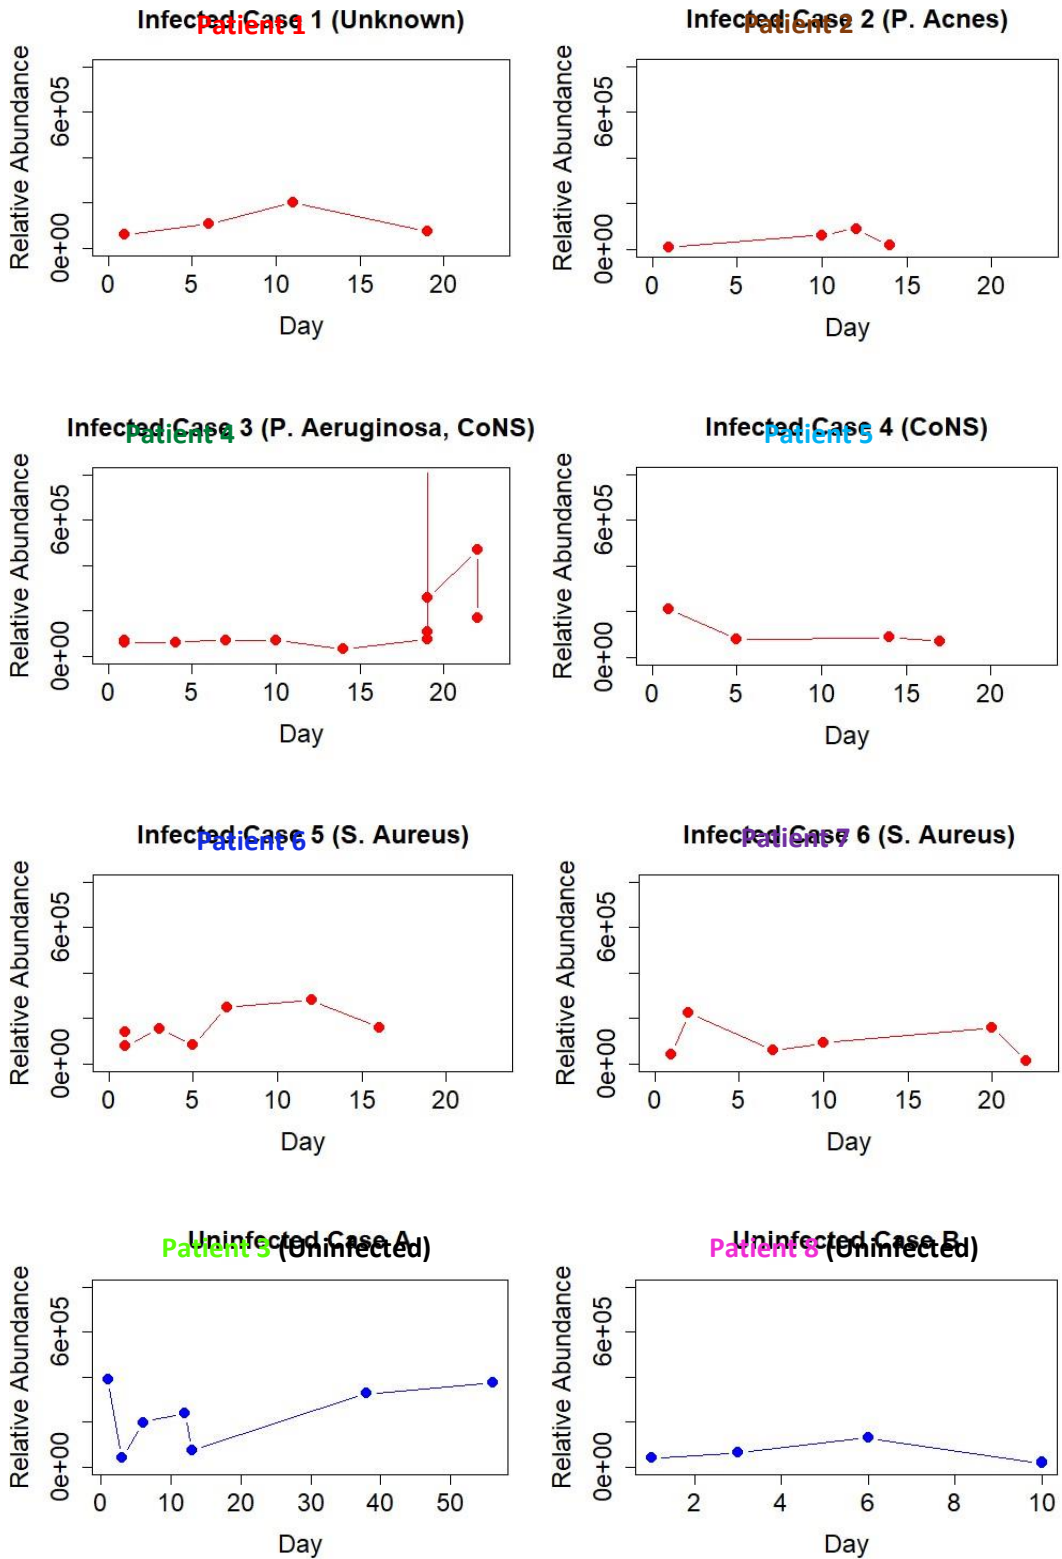 Infected Case 1 (Unknown)
Patient 1
Relative Abundance
6e+05
0e+00
0 5 10 15 20
Day
Infected Case 2 (P. Acnes)
Patient 2
Relative Abundance
6e+05
0e+00
0 5 10 15 20
Day
Infected Case 3 (P. Aeruginosa, CoNS)
Patient 4
Relative Abundance
6e+05
0e+00
0 5 10 15 20
Day
Infected Case 4 (CoNS)
Patient 5
Relative Abundance
6e+05
0e+00
0 5 10 15 20
Day
Infected Case 5 (S. Aureus)
Patient 6
Relative Abundance
6e+05
0e+00
0 5 10 15 20
Day
Infected Case 6 (S. Aureus)
Patient 7
Relative Abundance
6e+05
0e+00
0 5 10 15 20
Day
Uninfected Case A
Patient 3 (Uninfected)
Relative Abundance
6e+05
0e+00
0 10 20 30 40 50
Day
Uninfected Case B
Patient 8 (Uninfected)
Relative Abundance
6e+05
0e+00
2 4 6 8 10
Day